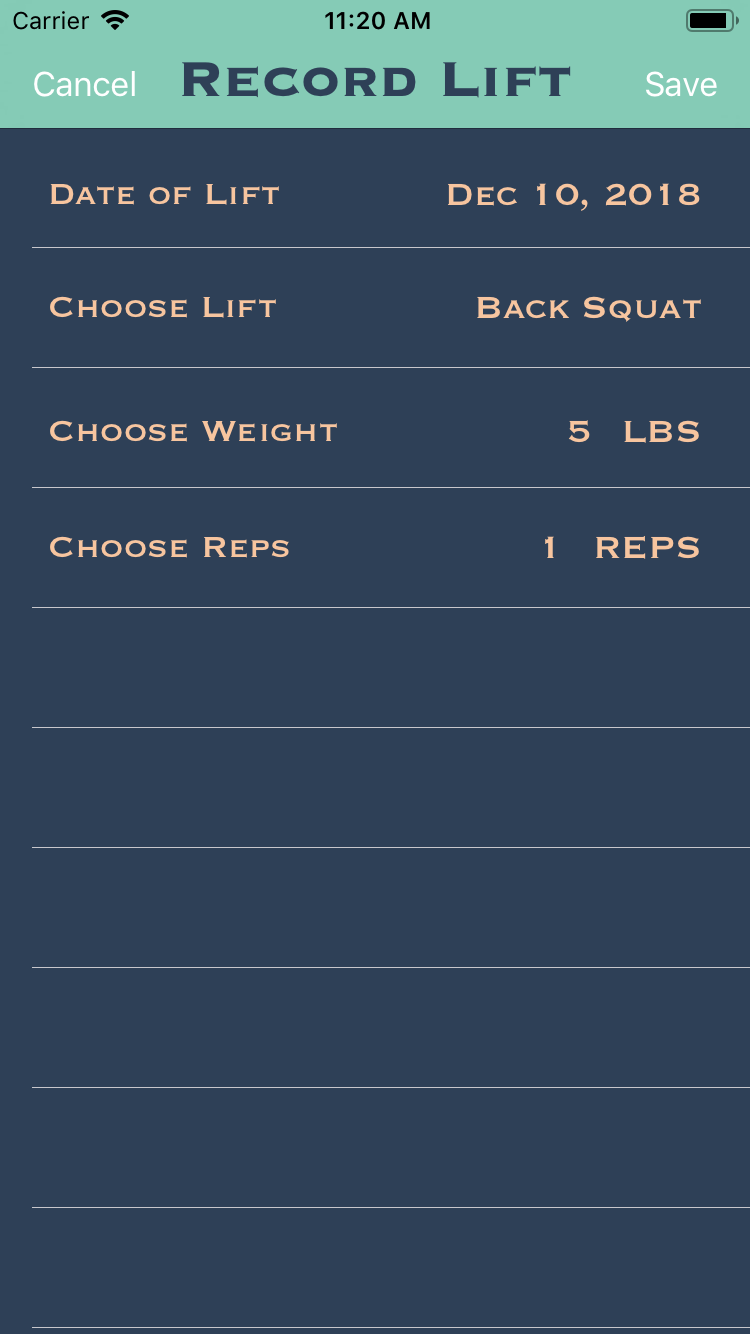 Carrier 11:20 AM
Cancel Record Lift Save
Date of Lift Dec 10, 2018
Choose Lift Back Squat
Choose Weight 5 LBS
Choose Reps 1 REPS